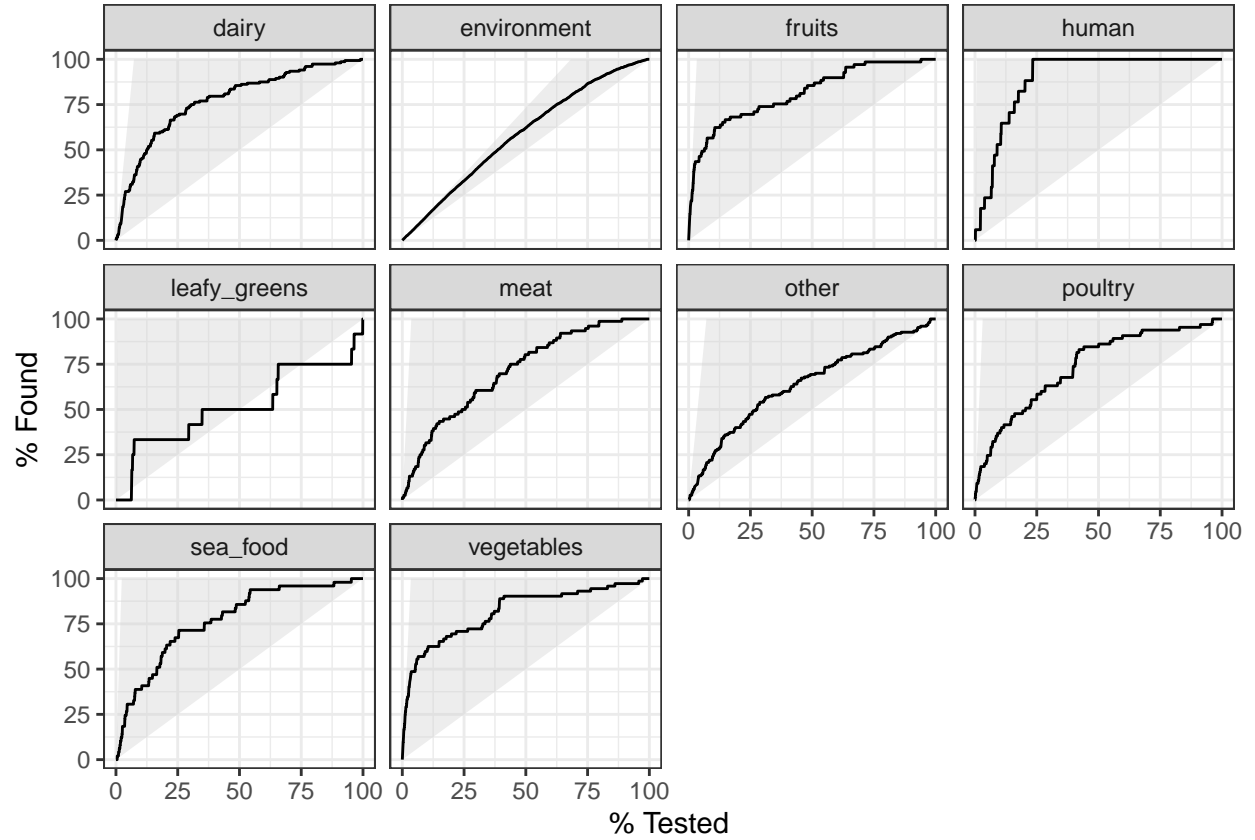 dairy environment fruits human
100
75
50
25
0
leafy_greens meat other poultry
100
75
50
25
0
0 25 50 75 100 0 25 50 75 100
sea_food vegetables
100
75
50
25
0
0 25 50 75 100 0 25 50 75 100
% Tested
% Found